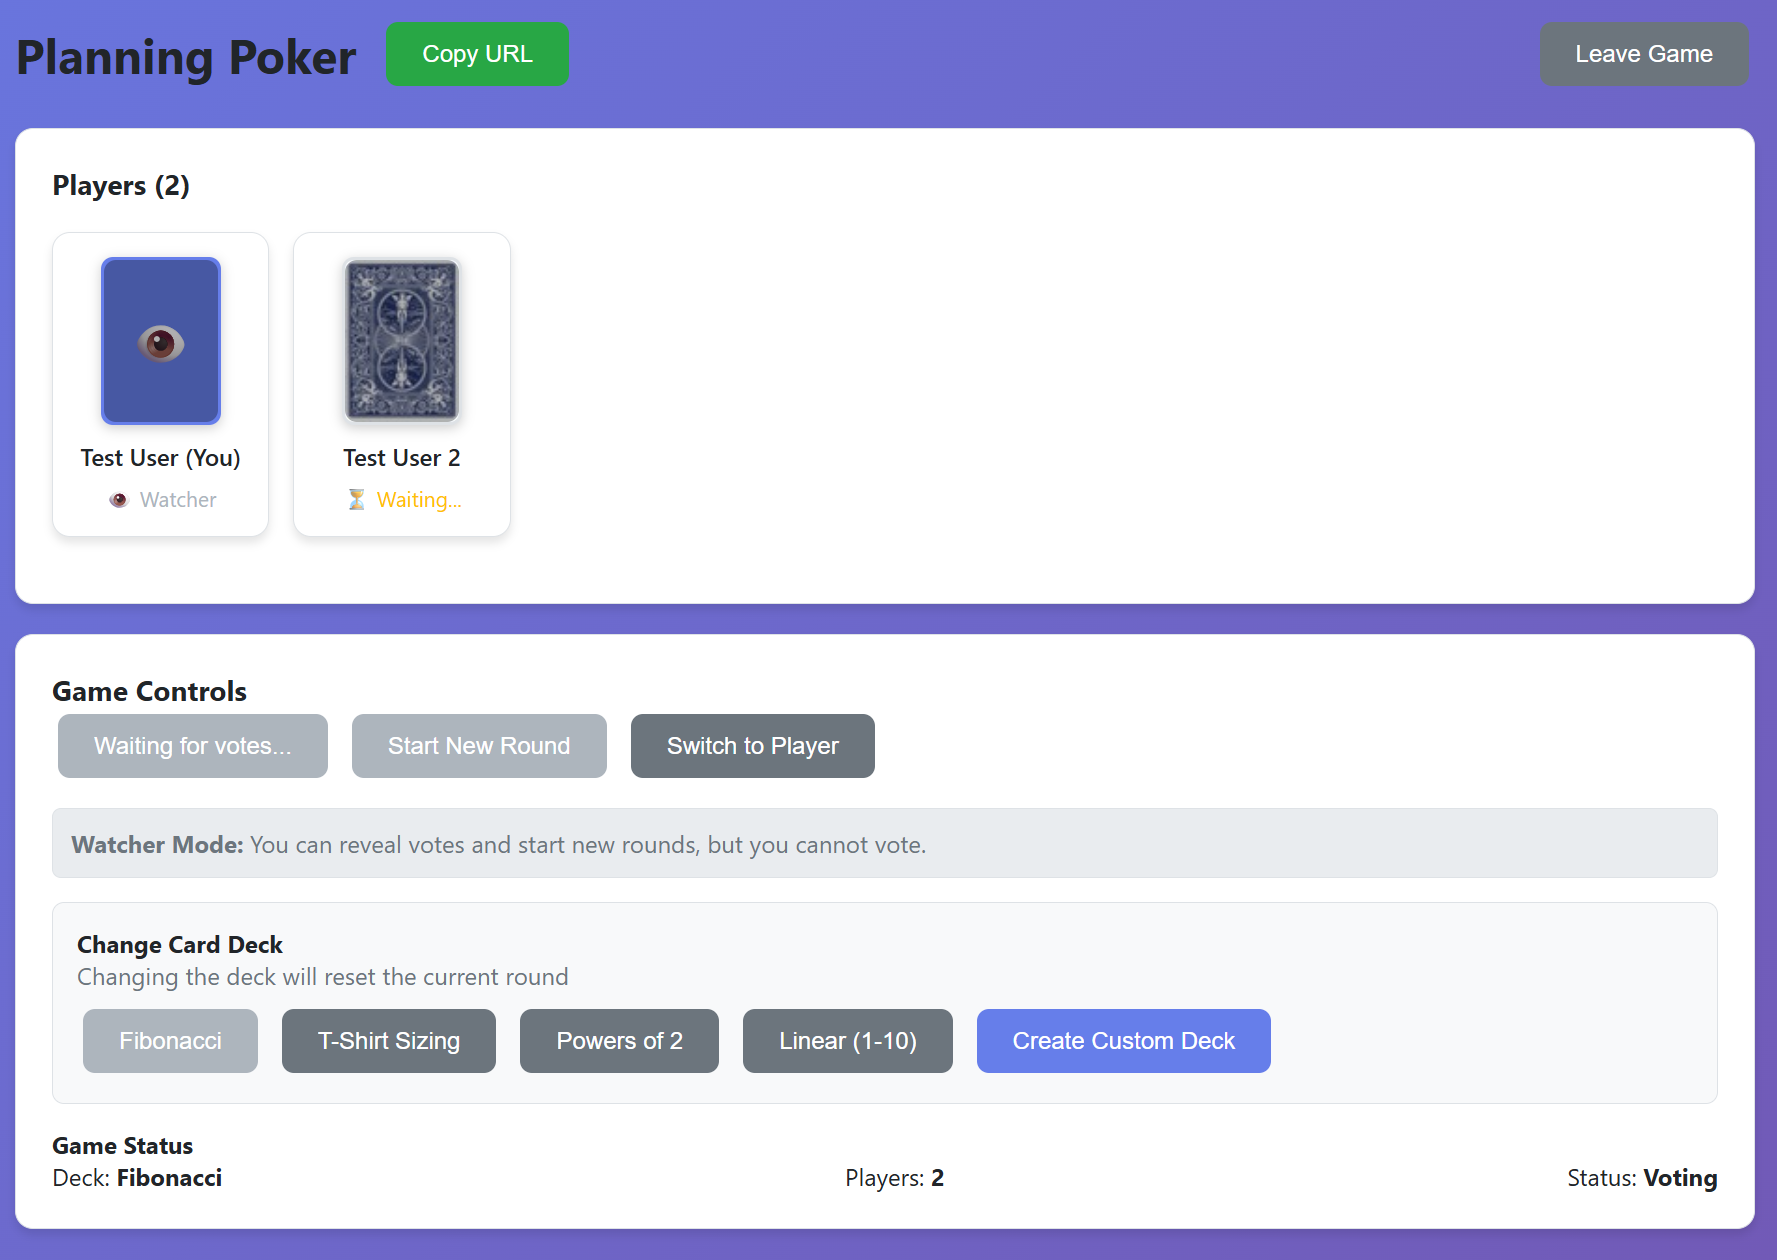 Planning Poker
Copy URL
Leave Game
Players (2)
Test User (You)
Watcher
Test User 2
Waiting...
Game Controls
Waiting for votes...
Start New Round
Switch to Player
Watcher Mode: You can reveal votes and start new rounds, but you cannot vote.
Change Card Deck
Changing the deck will reset the current round
Fibonacci
T-Shirt Sizing
Powers of 2
Linear (1-10)
Create Custom Deck
Game Status
Deck: Fibonacci
Players: 2
Status: Voting